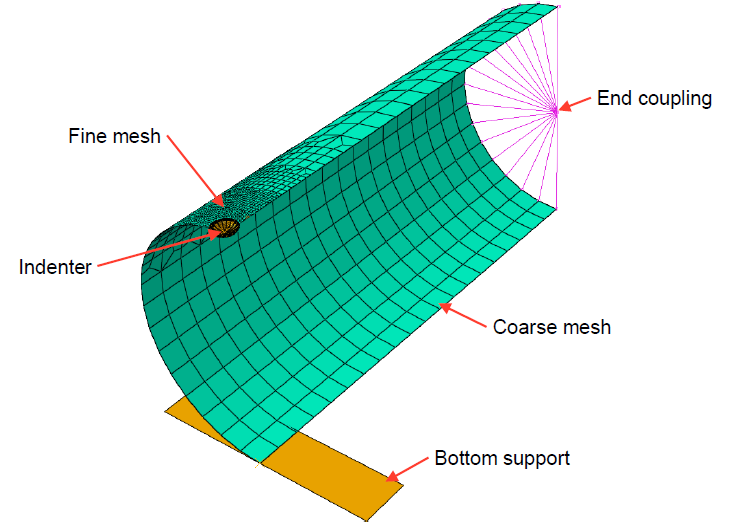 End coupling
Fine mesh
Indenter
Coarse mesh
Bottom support